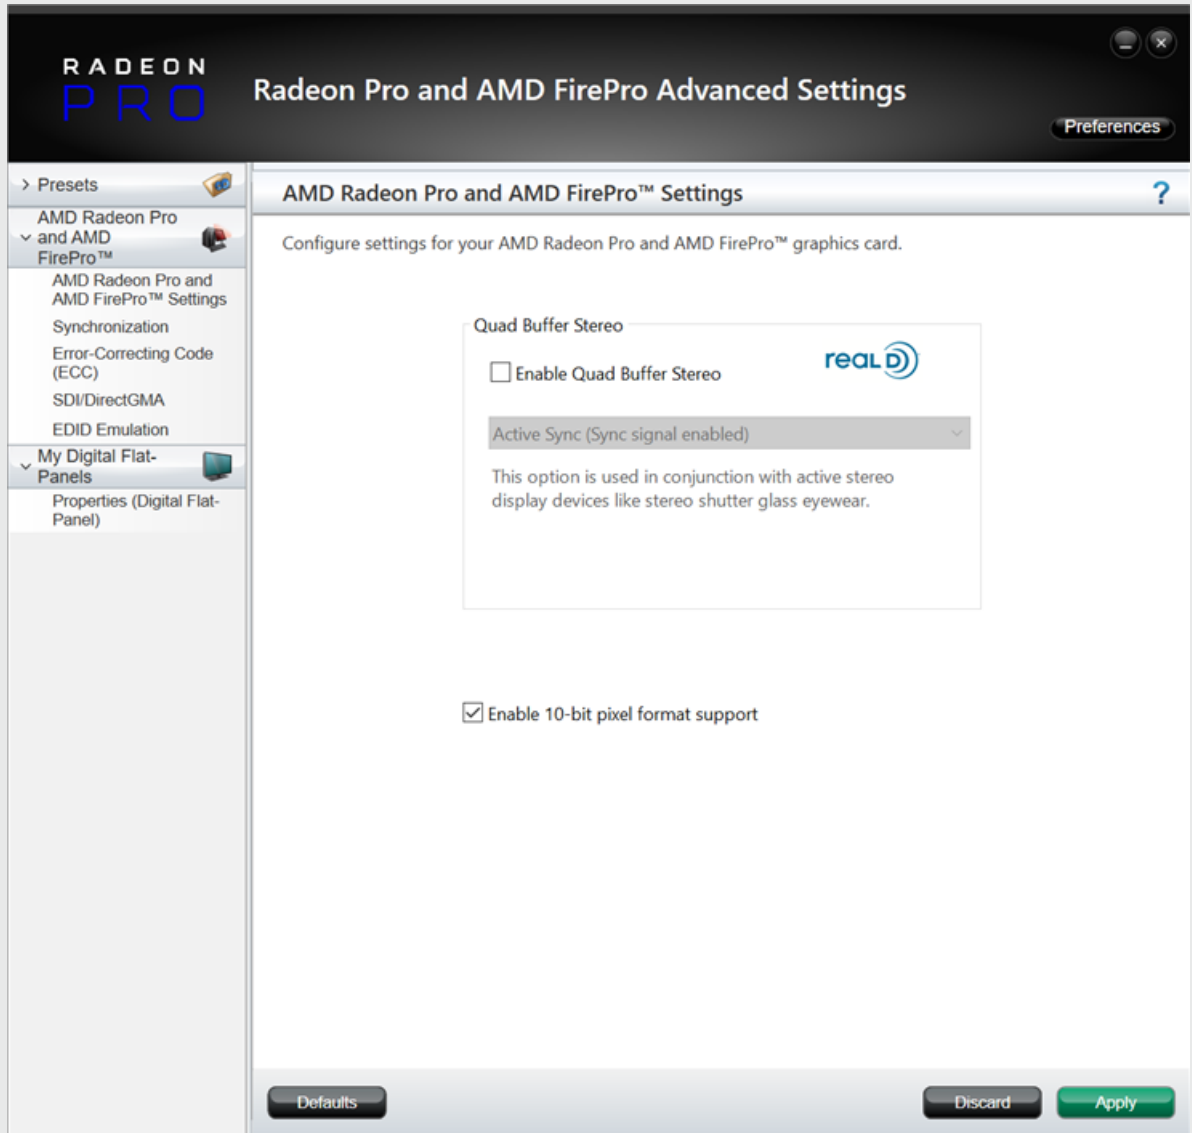 RADEON
PRO
Radeon Pro and AMD FirePro Advanced Settings
Preferences
Presets
AMD Radeon Pro
and AMD
FirePro™
AMD Radeon Pro and
AMD FirePro™ Settings
Synchronization
Error-Correcting Code
(ECC)
SDI/DirectGMA
EDID Emulation
My Digital Flat-
Panels
Properties (Digital Flat-
Panel)
AMD Radeon Pro and AMD FirePro™ Settings
?
Configure settings for your AMD Radeon Pro and AMD FirePro™ graphics card.
Quad Buffer Stereo
Enable Quad Buffer Stereo
REAL D
Active Sync (Sync signal enabled)
This option is used in conjunction with active stereo
display devices like stereo shutter glass eyewear.
Enable 10-bit pixel format support
Defaults
Discard
Apply